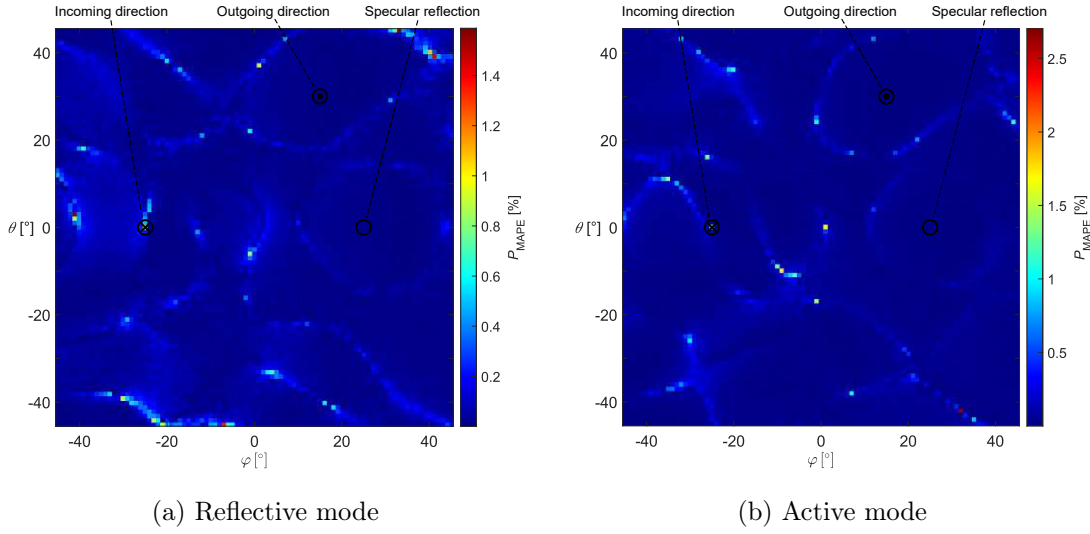 Incoming direction Outgoing direction Specular reflection
40
20
0
-20
-40
θ [°]
-40 -20 0 20 40
φ [°]
1.4
1.2
1
0.8
0.6
0.4
0.2
P_MAPE [%]
(a) Reflective mode
Incoming direction Outgoing direction Specular reflection
40
20
0
-20
-40
θ [°]
-40 -20 0 20 40
φ [°]
2.5
2
1.5
1
0.5
P_MAPE [%]
(b) Active mode